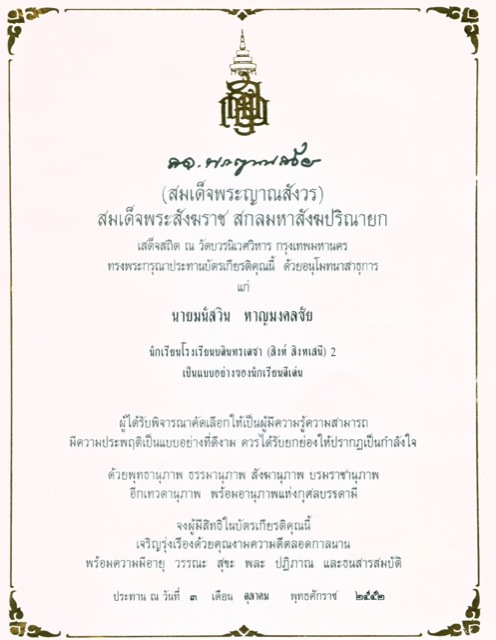 (สมเด็จพระญาณสังวร)
สมเด็จพระสังฆราช สกลมหาสังฆปริณายก
เสด็จสถิต ณ วัดบวรนิเวศวิหาร กรุงเทพมหานคร
ทรงพระกรุณาประทานบัตรเกียรติคุณนี้ ด้วยอนุโมทนาสาธุการ
แก่
นายมนัสวิน หาญมงคลชัย
นักเรียนโรงเรียนบดินทรเดชา (สิงห์ สิงหเสนี) 2
เป็นแบบอย่างของนักเรียนดีเด่น
ผู้ได้รับพิจารณาคัดเลือกให้เป็นผู้มีความรู้ความสามารถ
มีความประพฤติเป็นแบบอย่างที่ดีงาม ควรได้รับยกย่องให้ปรากฏเป็นกำลังใจ
ด้วยพุทธานุภาพ ธรรมานุภาพ สังฆานุภาพ บรมราชานุภาพ
อีกเทวดานุภาพ พร้อมอานุภาพแห่งกุศลบรรดามี
จงผู้มีสิทธิในบัตรเกียรติคุณนี้
เจริญรุ่งเรืองด้วยคุณงามความดีตลอดกาลนาน
พร้อมความมีอายุ วรรณะ สุขะ พละ ปฏิภาณ และธนสารสมบัติ
ประทาน ณ วันที่ ๓ เดือน ตุลาคม พุทธศักราช ๒๕๕๒